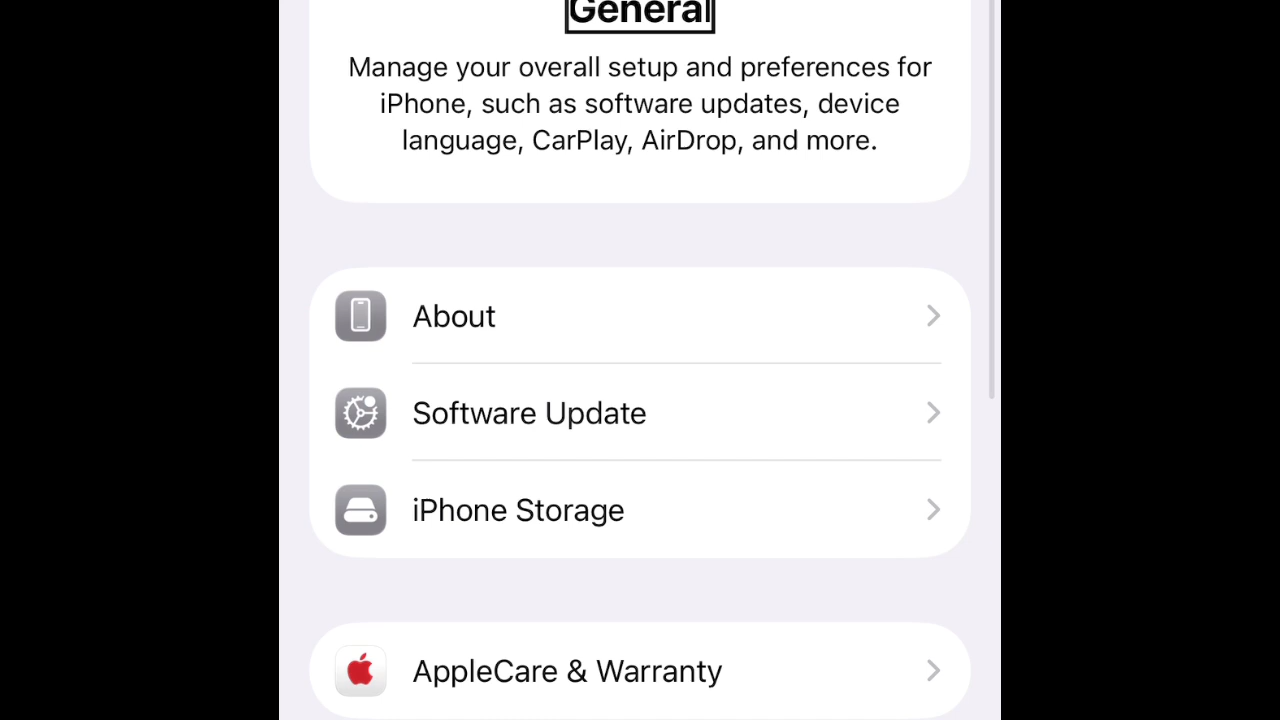 General
Manage your overall setup and preferences for
iPhone, such as software updates, device
language, CarPlay, AirDrop, and more.
About
Software Update
iPhone Storage
AppleCare & Warranty